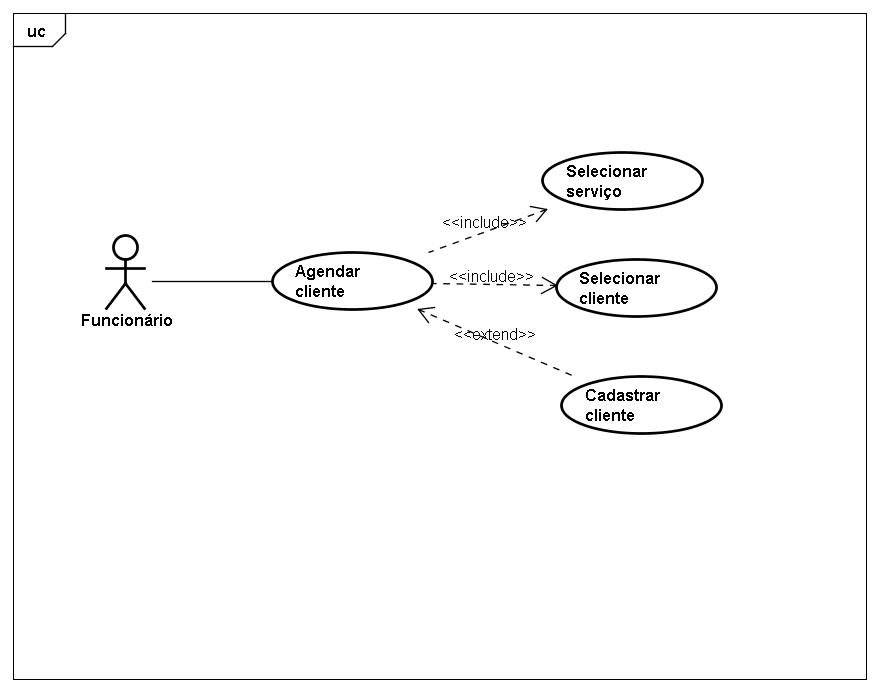 uc
Selecionar
serviço
<<include>>
Agendar
cliente
<<include>>
Selecionar
cliente
Funcionário
<<extend>>
Cadastrar
cliente